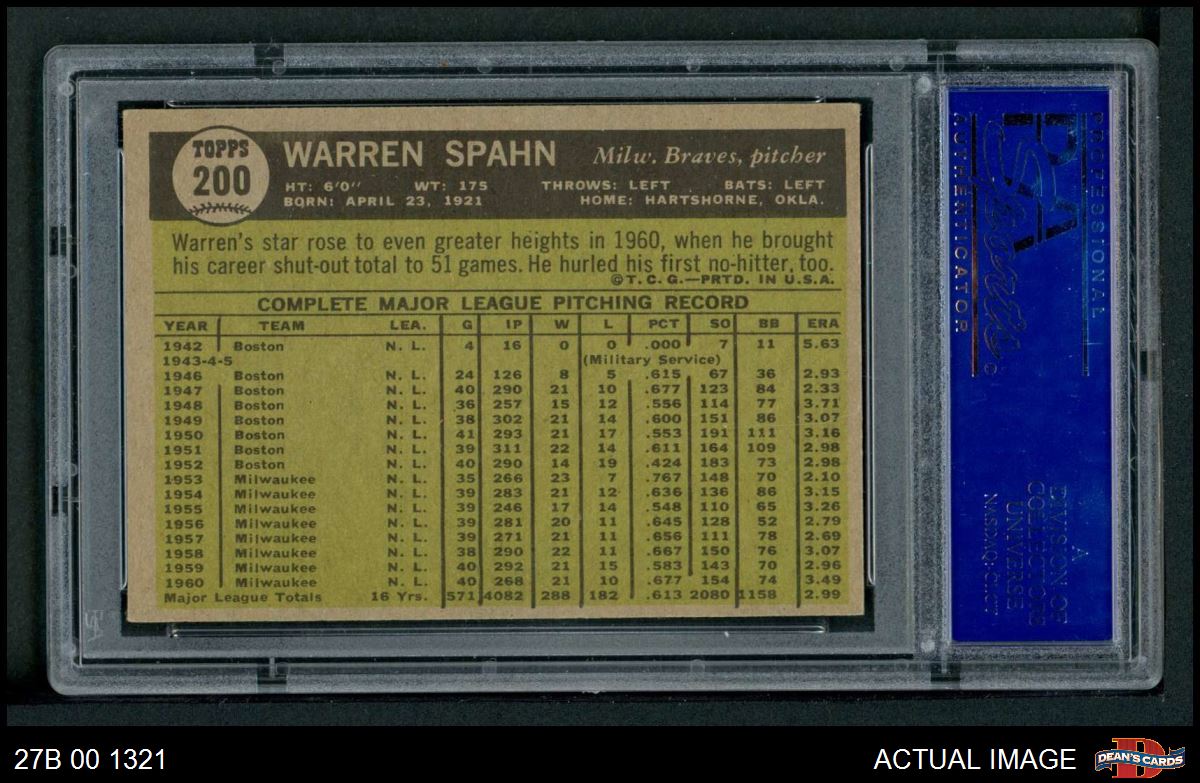 TOPPS
200
WARREN SPAHN Milw. Braves, pitcher
HT: 6'0" WT: 175 THROWS: LEFT BATS: LEFT
BORN: APRIL 23, 1921 HOME: HARTSHORNE, OKLA.
Warren's star rose to even greater heights in 1960, when he brought
his career shut-out total to 51 games. He hurled his first no-hitter, too.
©T.C.G.—PRTD. IN U.S.A.
COMPLETE MAJOR LEAGUE PITCHING RECORD
YEAR TEAM LEA. G IP W L PCT SO BB ERA
1942 Boston N. L. 4 16 0 0 .000 7 11 5.63
1943-4-5 (Military Service)
1946 Boston N. L. 24 126 8 5 .615 67 36 2.93
1947 Boston N. L. 40 290 21 10 .677 123 84 2.33
1948 Boston N. L. 36 257 15 12 .556 114 77 3.71
1949 Boston N. L. 38 302 21 14 .600 151 86 3.07
1950 Boston N. L. 41 293 21 17 .553 191 111 3.16
1951 Boston N. L. 39 311 22 14 .611 164 109 2.98
1952 Boston N. L. 40 290 14 19 .424 183 73 2.98
1953 Milwaukee N. L. 35 266 23 7 .767 148 70 2.10
1954 Milwaukee N. L. 39 283 21 12 .636 136 86 3.15
1955 Milwaukee N. L. 39 246 17 14 .548 110 65 3.26
1956 Milwaukee N. L. 39 281 20 11 .645 128 52 2.79
1957 Milwaukee N. L. 39 271 21 11 .656 111 78 2.69
1958 Milwaukee N. L. 38 290 22 11 .667 150 76 3.07
1959 Milwaukee N. L. 40 292 21 15 .583 143 70 2.96
1960 Milwaukee N. L. 40 268 21 10 .677 154 74 3.49
Major League Totals 16 Yrs. 571 4082 288 182 .613 2080 1158 2.99
PROFESSIONAL
PSA
AUTHENTICATOR
A
DIVISION OF
COLLECTORS
UNIVERSE
NASDAQ: CLCT
27B 00 1321
ACTUAL IMAGE
DEAN'S CARDS